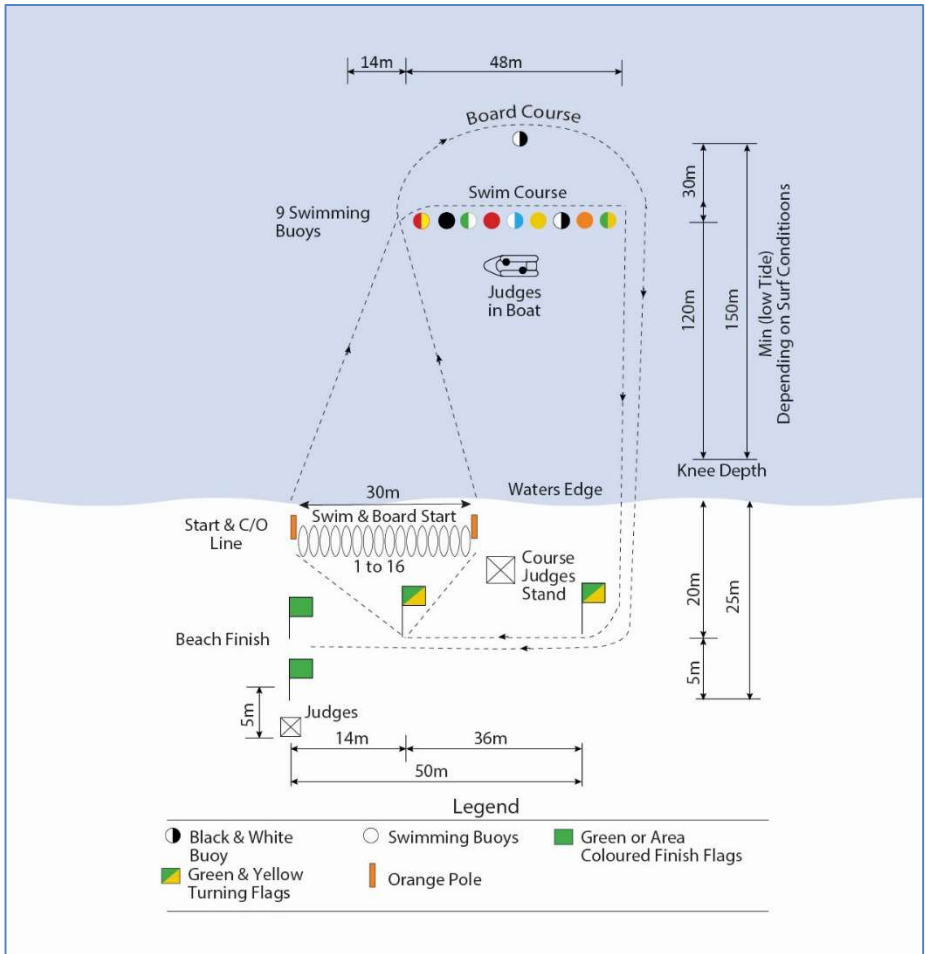 14m
48m
Board Course
Swim Course
9 Swimming
Buoys
Judges
in Boat
30m
120m
150m
Min (low Tide)
Depending on Surf Conditioons
Knee Depth
Waters Edge
30m
Start & C/O
Line
Swim & Board Start
1 to 16
Course
Judges
Stand
20m
25m
Beach Finish
5m
5m
Judges
14m
36m
50m
Legend
Black & White
Buoy
Swimming Buoys
Green or Area
Coloured Finish Flags
Green & Yellow
Turning Flags
Orange Pole